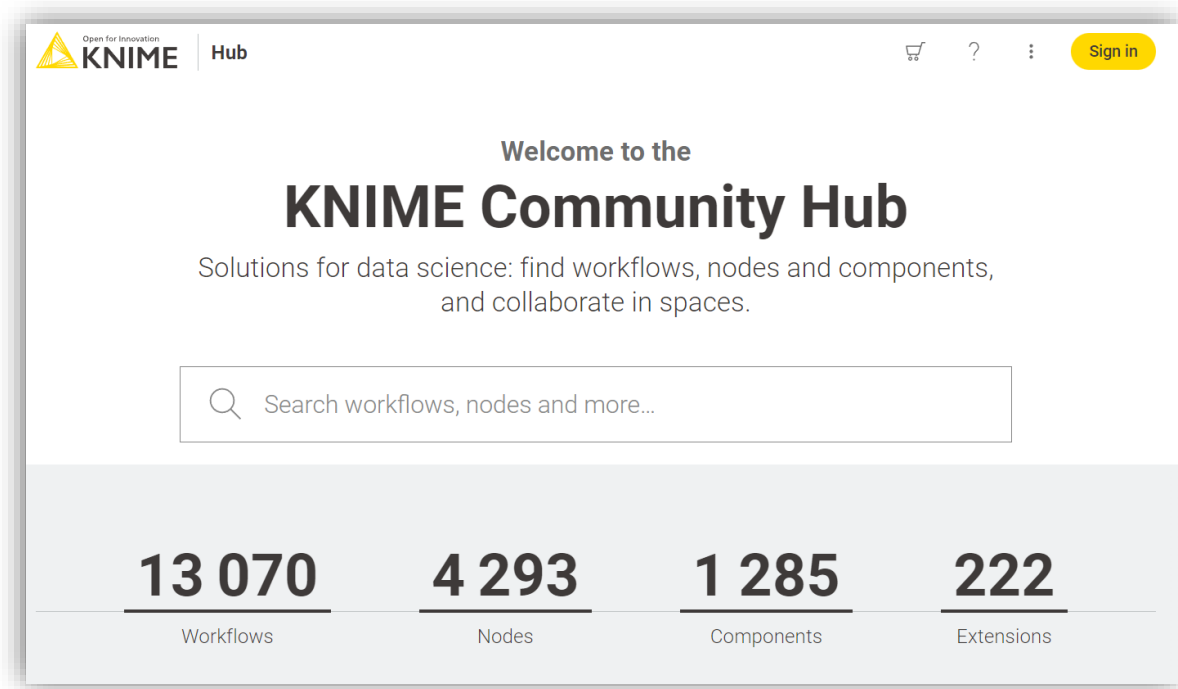 Open for Innovation
KNIME
Hub
?
Sign in
Welcome to the
KNIME Community Hub
Solutions for data science: find workflows, nodes and components,
and collaborate in spaces.
Search workflows, nodes and more...
13 070
4 293
1 285
222
Workflows
Nodes
Components
Extensions